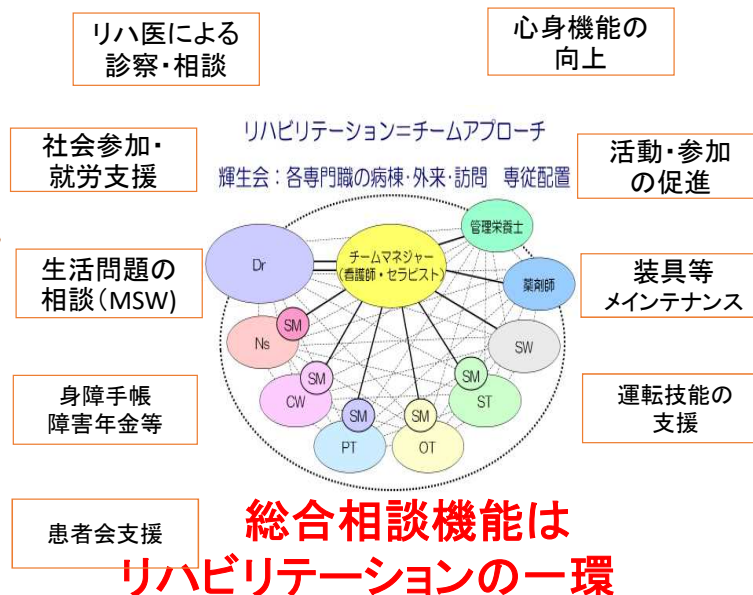 リハ医による
診察・相談
心身機能の
向上
リハビリテーション＝チームアプローチ
社会参加・
就労支援
輝生会：各専門職の病棟・外来・訪問　専従配置
活動・参加
の促進
管理栄養士
チームマネジャー
（看護師・セラピスト）
Dr
薬剤師
生活問題の
相談（MSW)
装具等
メインテナンス
SM
Ns
SW
SM
CW
SM
ST
SM
PT
SM
OT
身障手帳
障害年金等
運転技能の
支援
患者会支援
総合相談機能は
リハビリテーションの一環